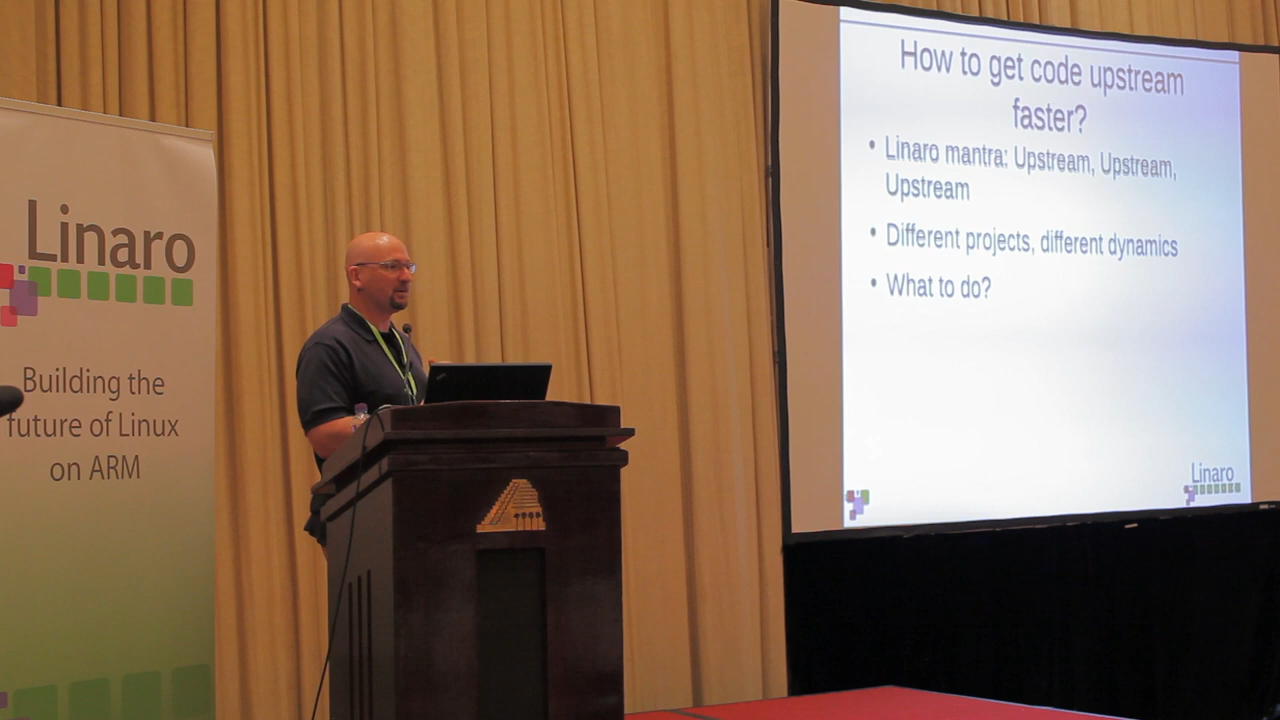 Linaro
Building the
future of Linux
on ARM
How to get code upstream
faster?
• Linaro mantra: Upstream, Upstream,
Upstream
• Different projects, different dynamics
• What to do?
Linaro